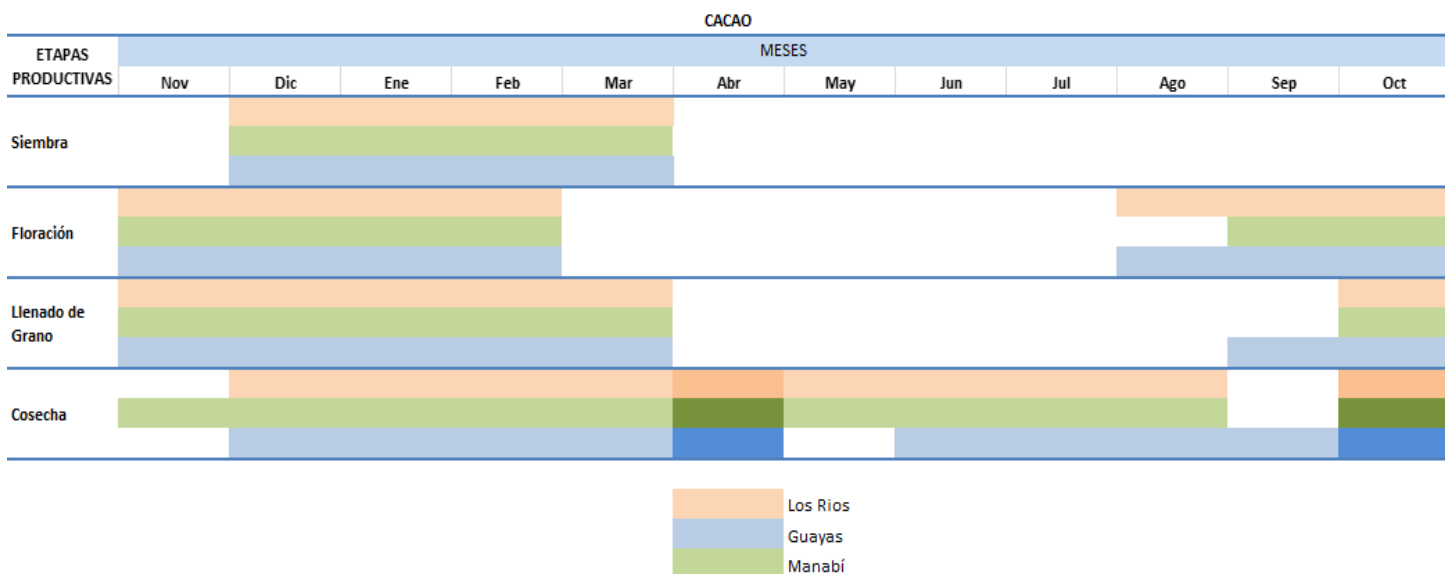 CACAO
ETAPAS
PRODUCTIVAS
MESES
Nov Dic Ene Feb Mar Abr May Jun Jul Ago Sep Oct
Siembra
Floración
Llenado de
Grano
Cosecha
Los Rios
Guayas
Manabí